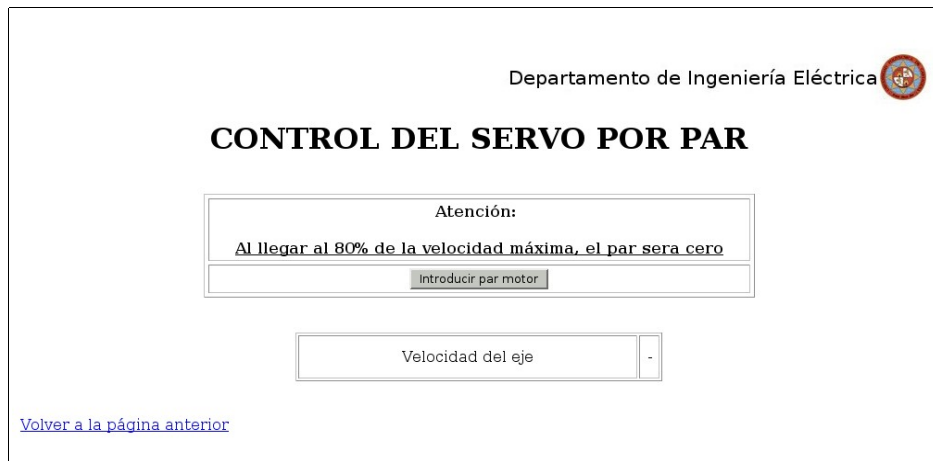 Departamento de Ingeniería Eléctrica
CONTROL DEL SERVO POR PAR
Atención:
Al llegar al 80% de la velocidad máxima, el par sera cero
Introducir par motor
Velocidad del eje
-
Volver a la página anterior